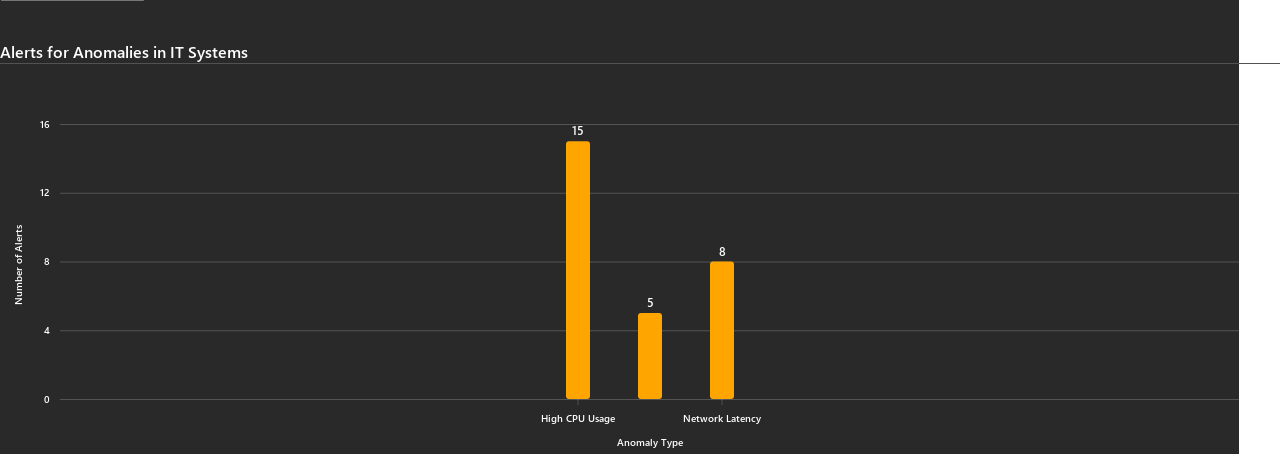 Alerts for Anomalies in IT Systems
16
15
12
8
8
5
4
0
Number of Alerts
High CPU Usage
Network Latency
Anomaly Type